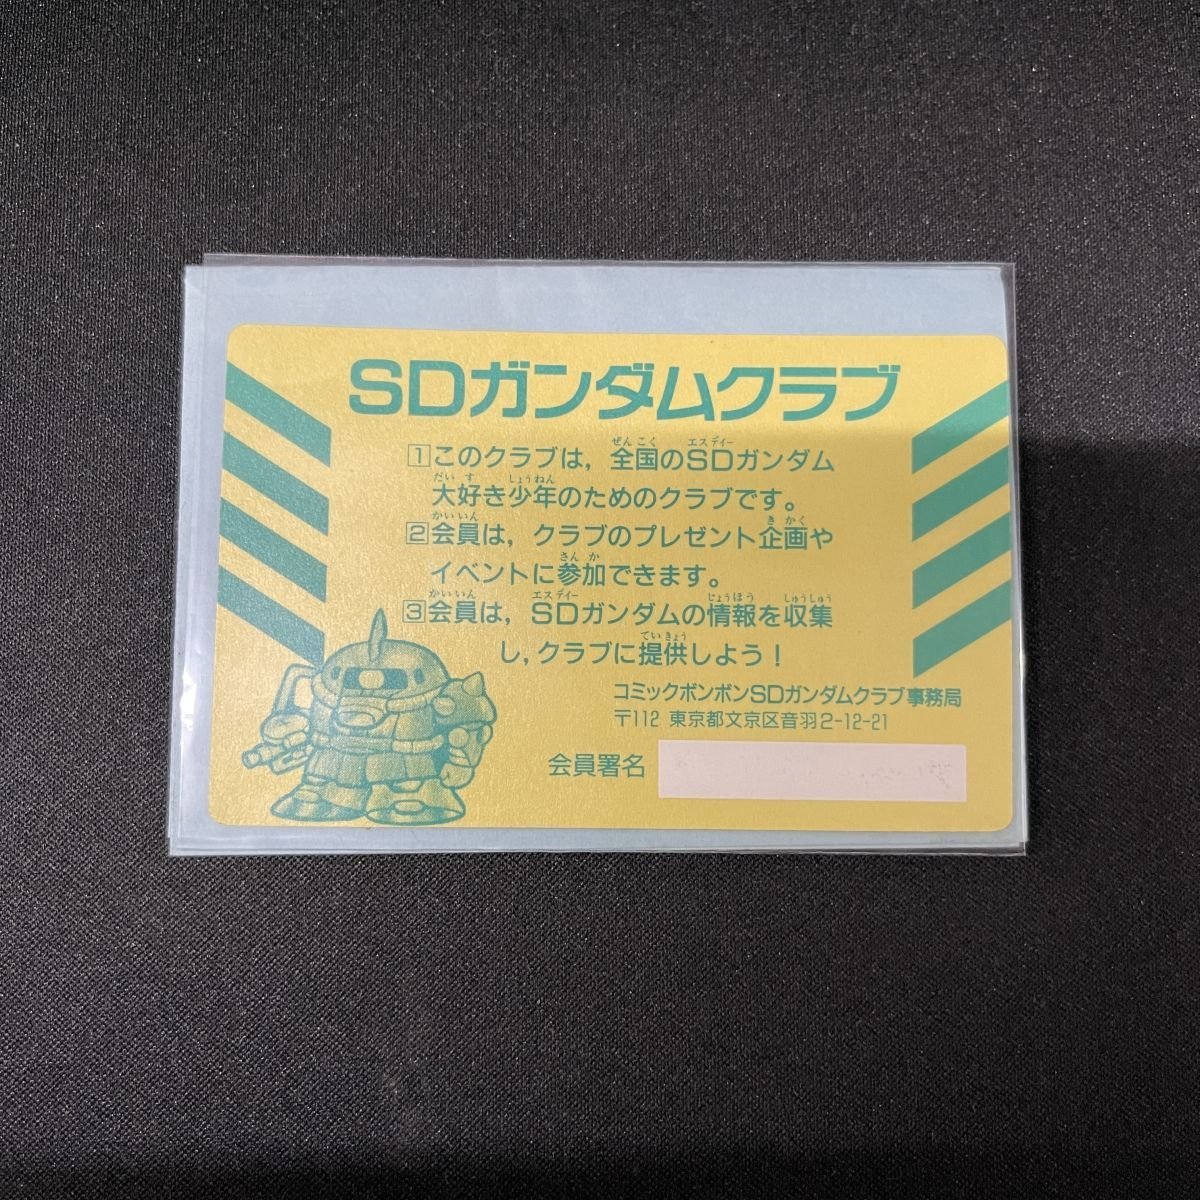 SDガンダムクラブ
1このクラブは,全国のSDガンダム
大好き少年のためのクラブです。
2会員は,クラブのプレゼント企画や
イベントに参加できます。
3会員は,SDガンダムの情報を収集
し,クラブに提供しよう!
コミックボンボンSDガンダムクラブ事務局
〒112 東京都文京区音羽2-12-21
会員署名